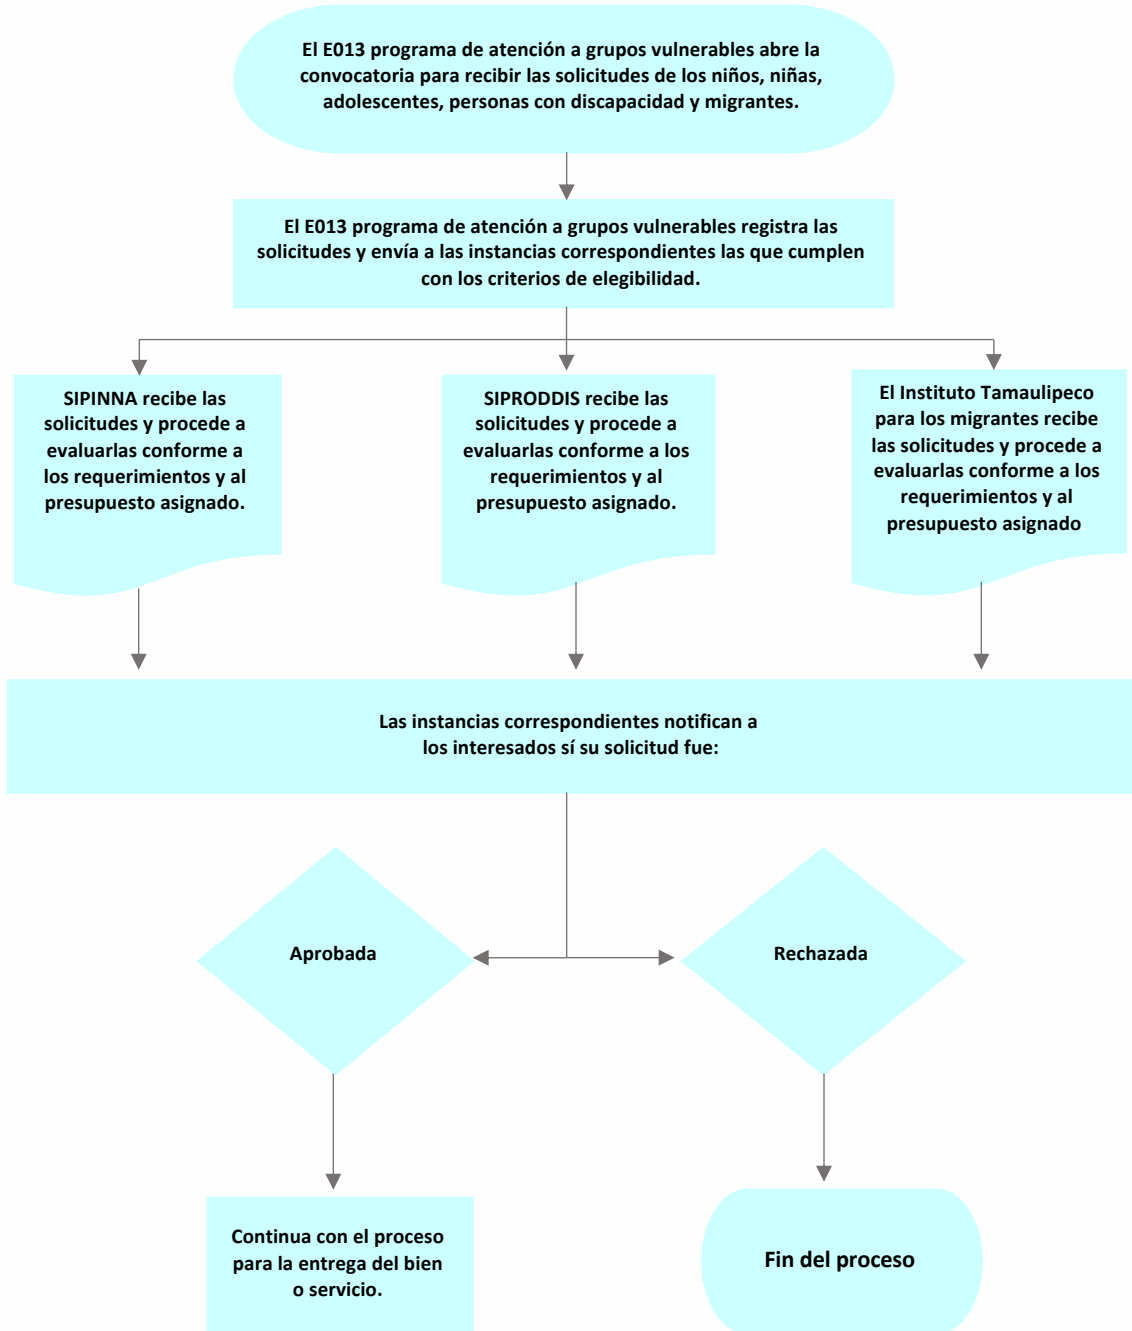 El E013 programa de atención a grupos vulnerables abre la
convocatoria para recibir las solicitudes de los niños, niñas,
adolescentes, personas con discapacidad y migrantes.
El E013 programa de atención a grupos vulnerables registra las
solicitudes y envía a las instancias correspondientes las que cumplen
con los criterios de elegibilidad.
SIPINNA recibe las
solicitudes y procede a
evaluarlas conforme a
los requerimientos y al
presupuesto asignado.
SIPRODDIS recibe las
solicitudes y procede a
evaluarlas conforme a los
requerimientos y al
presupuesto asignado.
El Instituto Tamaulipeco
para los migrantes recibe
las solicitudes y procede a
evaluarlas conforme a los
requerimientos y al
presupuesto asignado
Las instancias correspondientes notifican a
los interesados sí su solicitud fue:
Aprobada
Rechazada
Continua con el proceso
para la entrega del bien
o servicio.
Fin del proceso